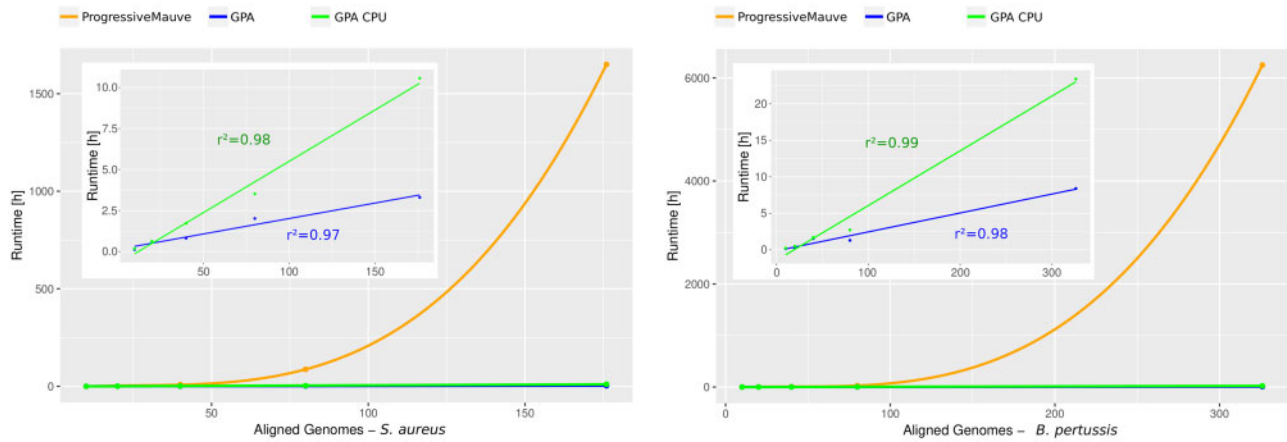 ProgressiveMauve GPA GPA CPU
1500
1000
500
0
Runtime [h]
10.0
7.5
5.0
2.5
0.0
Runtime [h]
r²=0.98
r²=0.97
50 100 150
50 100 150
Aligned Genomes – S. aureus
ProgressiveMauve GPA GPA CPU
6000
4000
2000
0
Runtime [h]
20
15
10
5
0
Runtime [h]
r²=0.99
r²=0.98
0 100 200 300
0 100 200 300
Aligned Genomes – B. pertussis